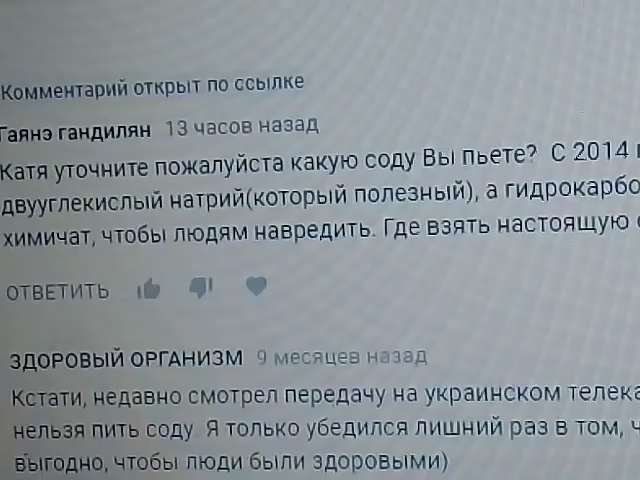 Комментарий открыт по ссылке
Гаянэ гандилян 13 часов назад
Катя уточните пожалуйста какую соду Вы пьете? С 2014
двууглекислый натрий(который полезный), а гидрокарбо
химичат, чтобы людям навредить. Где взять настоящую
ОТВЕТИТЬ
ЗДОРОВЫЙ ОРГАНИЗМ 9 месяцев назад
Кстати, недавно смотрел передачу на украинском телека
нельзя пить соду. Я только убедился лишний раз в том,
выгодно, чтобы люди были здоровыми)